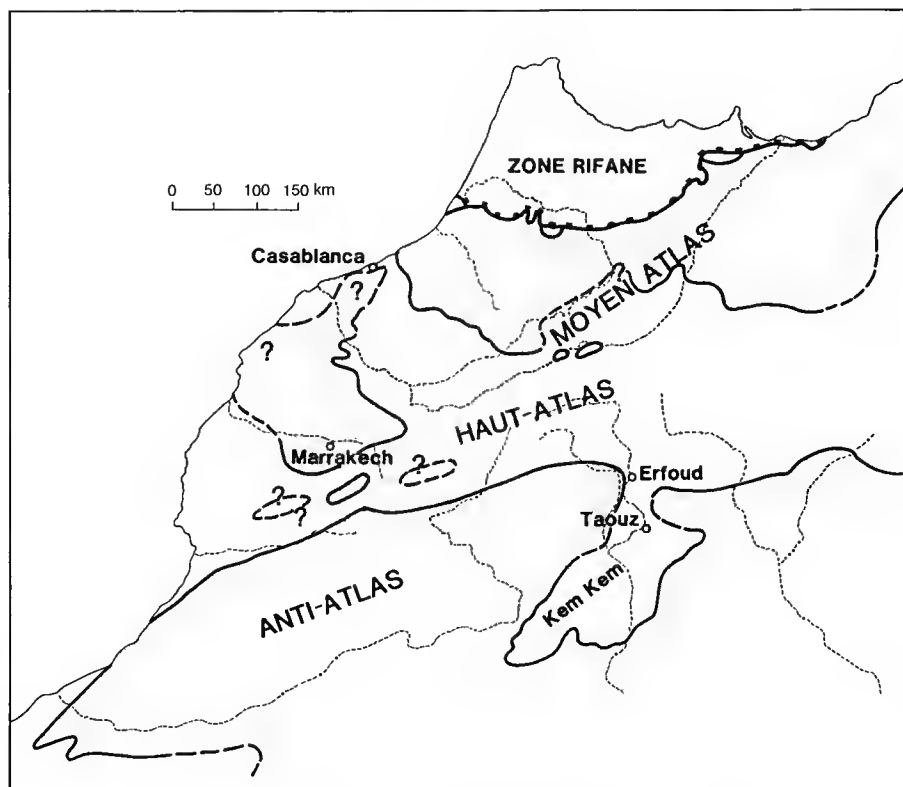 ZONE RIFANE
0 50 100 150 km
Casablanca
?
MOYEN ATLAS
?
HAUT-ATLAS
Marrakech
?
Erfoud
?
?
Taouz
Kem Kem
ANTI-ATLAS